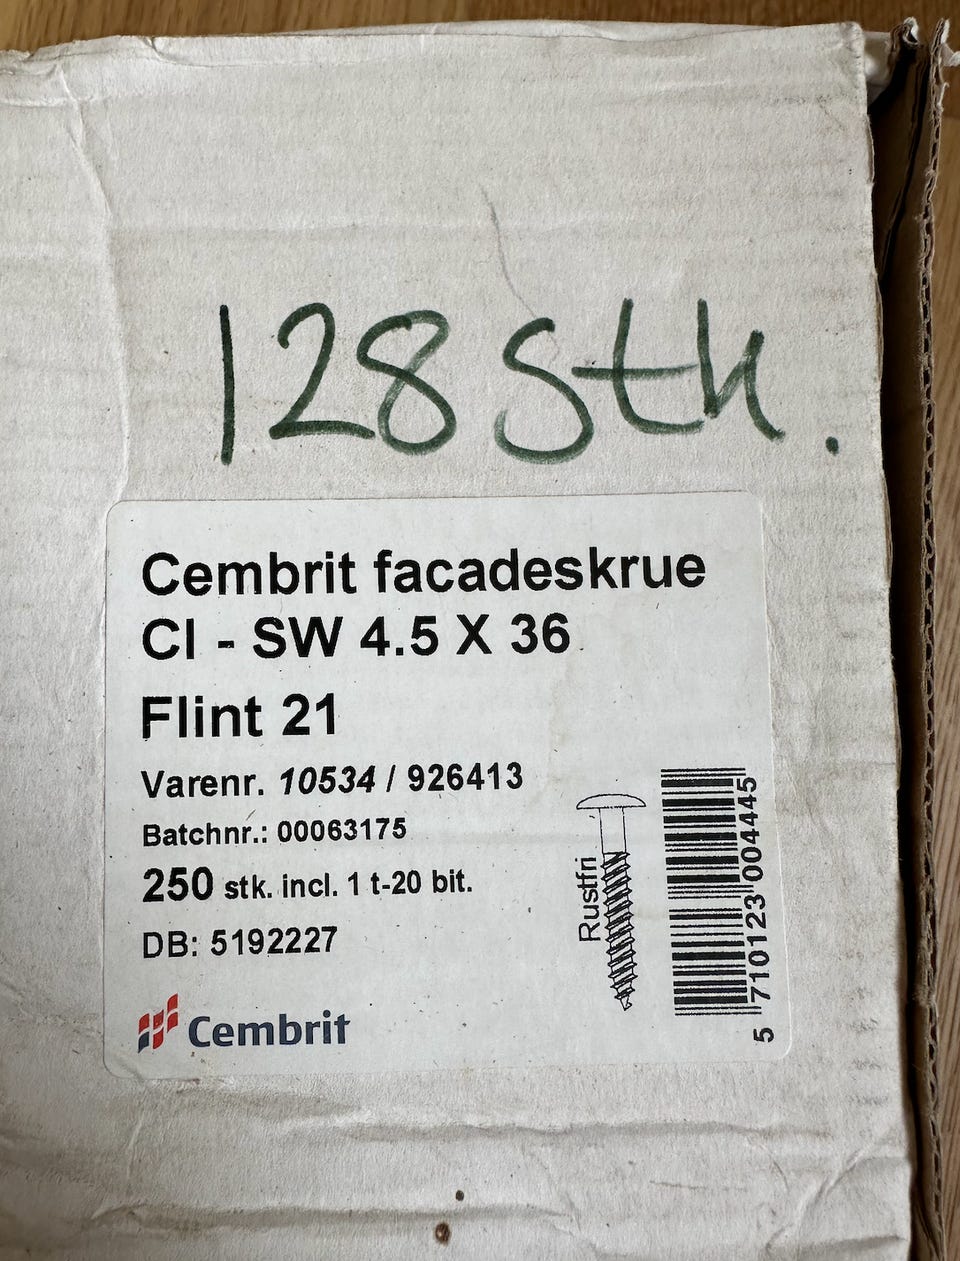 128 stk.
Cembrit facadeskrue
CI - SW 4.5 X 36
Flint 21
Varenr. 10534 / 926413
Batchnr.: 00063175
250 stk. incl. 1 t-20 bit.
DB: 5192227
Rustfri
5 710123 004445
Cembrit